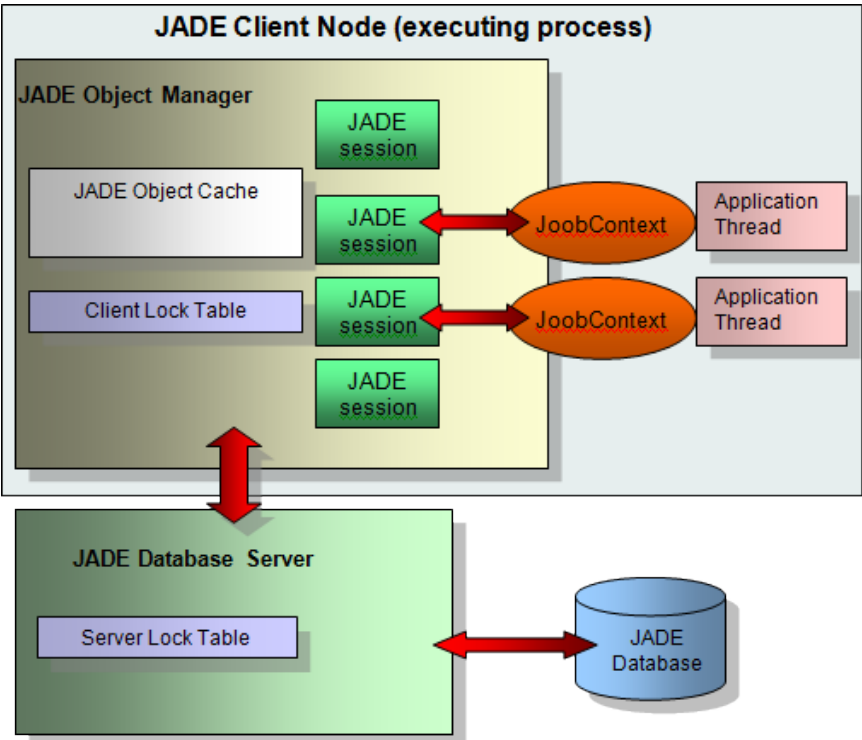 JADE Client Node (executing process)
JADE Object Manager
JADE
session
JADE Object Cache
JADE
session
JoobContext
Application
Thread
Client Lock Table
JADE
session
JoobContext
Application
Thread
JADE
session
JADE Database Server
Server Lock Table
JADE
Database